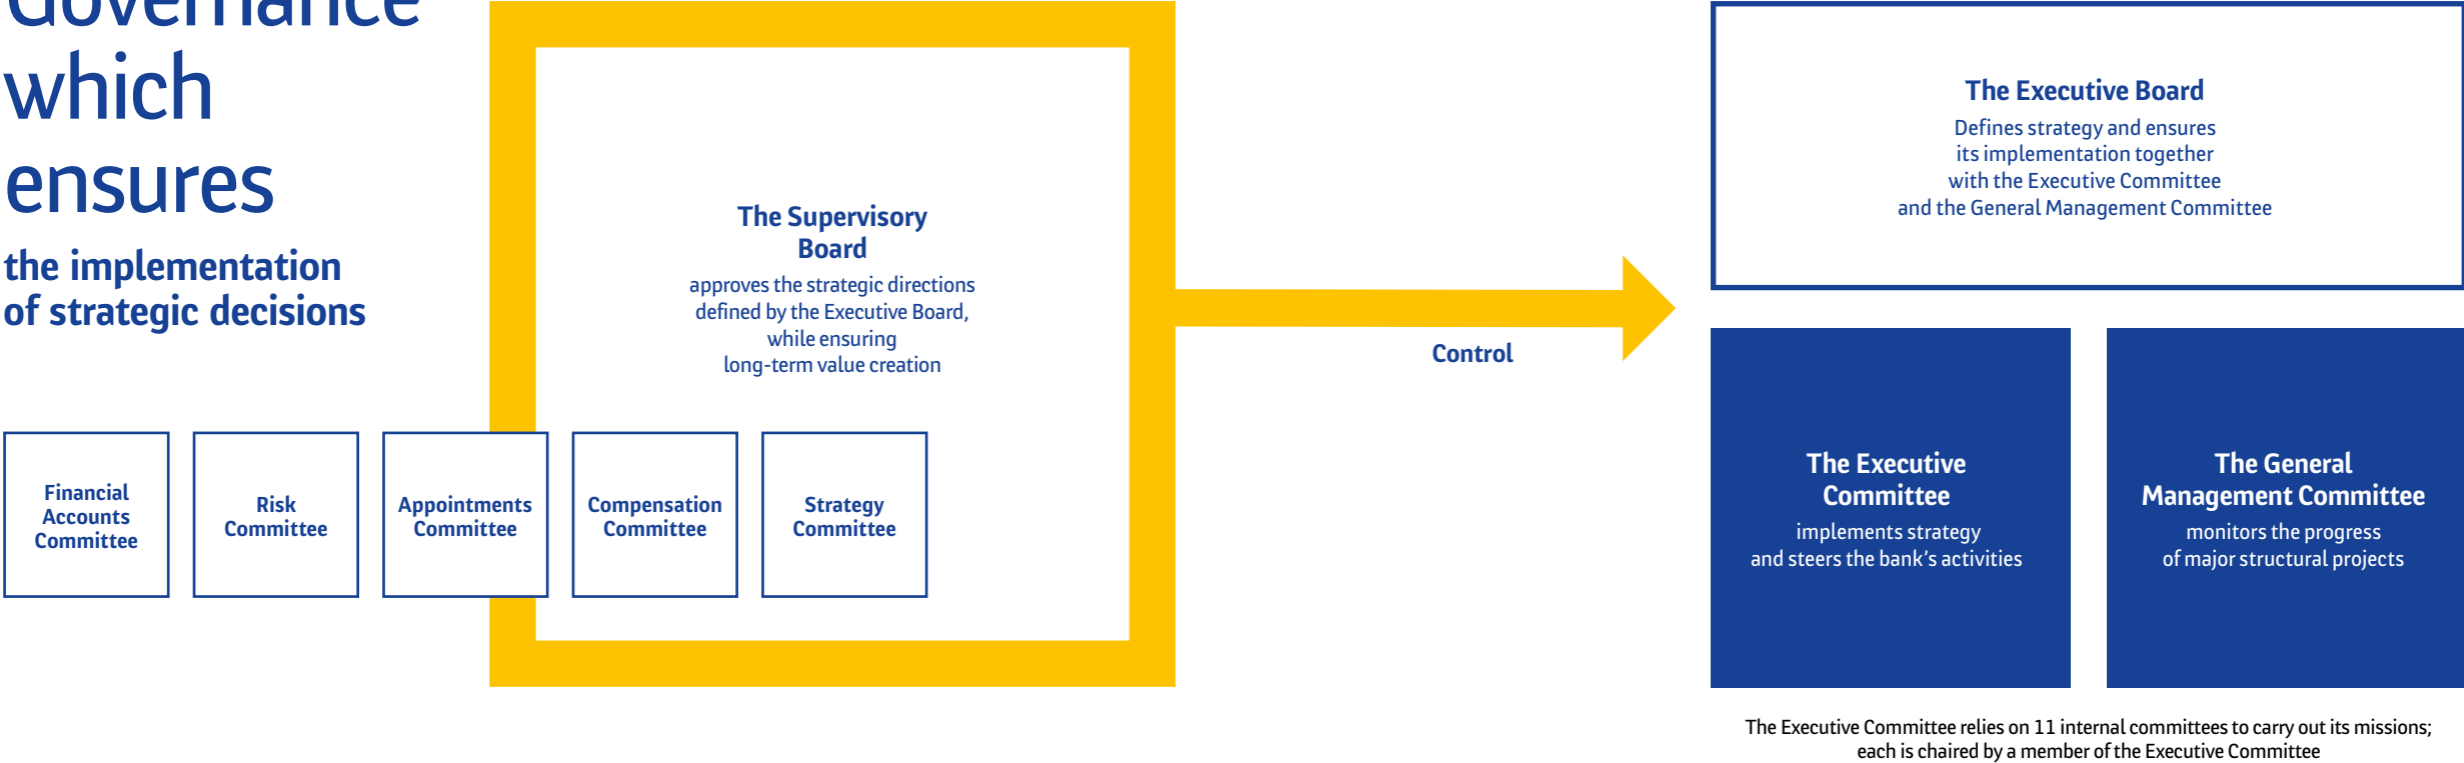 Governance
which
ensures
the implementation
of strategic decisions
The Supervisory
Board
approves the strategic directions
defined by the Executive Board,
while ensuring
long-term value creation
Financial
Accounts
Committee
Risk
Committee
Appointments
Committee
Compensation
Committee
Strategy
Committee
Control
The Executive Board
Defines strategy and ensures
its implementation together
with the Executive Committee
and the General Management Committee
The Executive
Committee
implements strategy
and steers the bank's activities
The General
Management Committee
monitors the progress
of major structural projects
The Executive Committee relies on 11 internal committees to carry out its missions;
each is chaired by a member of the Executive Committee